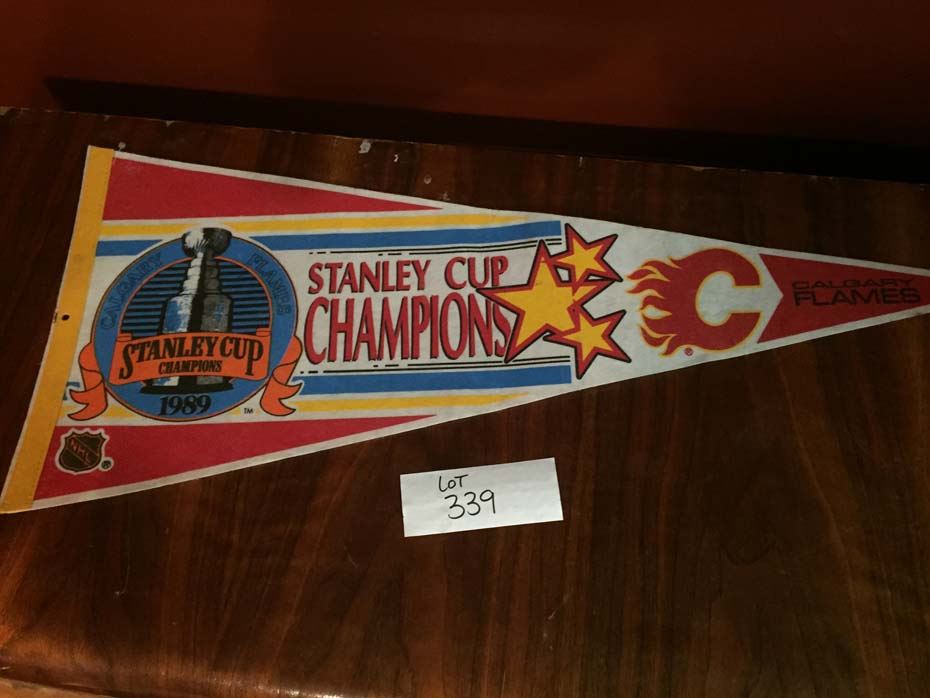 CALGARY FLAMES
STANLEY CUP
CHAMPIONS
1989
TM
NHL
®
STANLEY CUP
CHAMPIONS
C
®
CALGARY
FLAMES
LOT
339